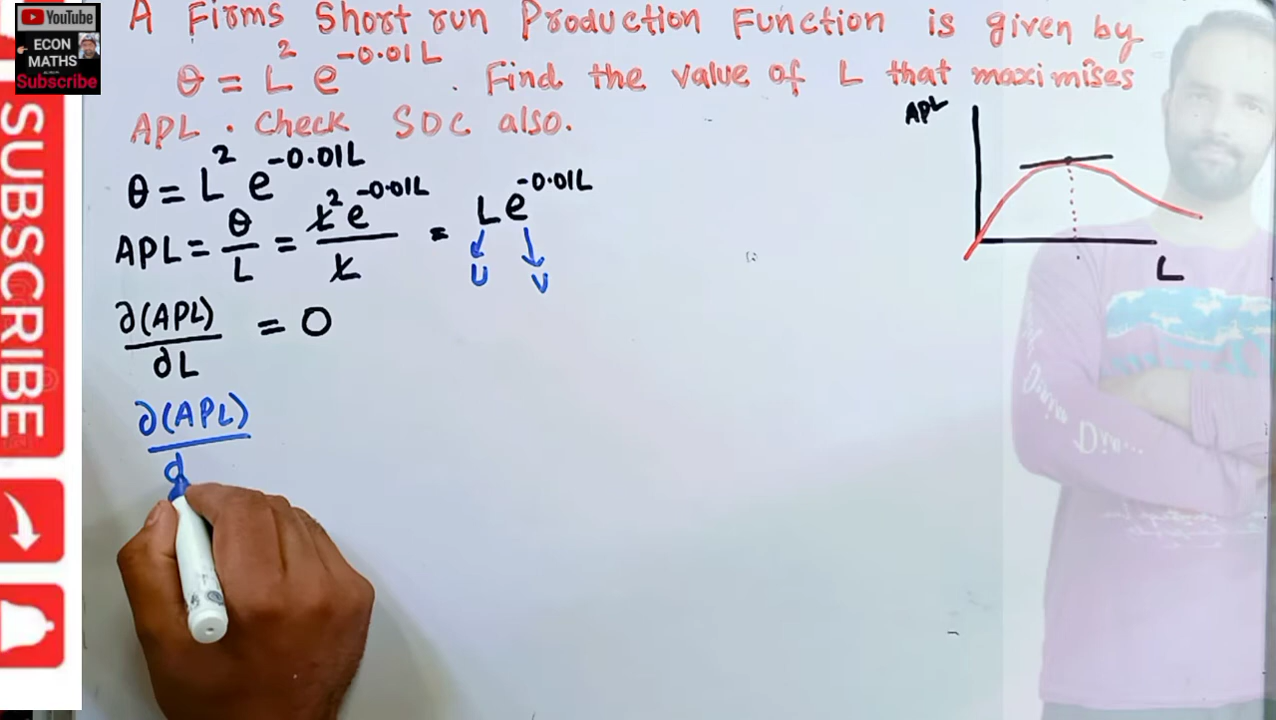 YouTube
ECON
MATHS
Subscribe
SUBSCRIBE
A Firms Short run Production Function is given by
θ = L² e^-0.01L . Find the value of L that maximises
APL . Check SOC also.
θ = L² e^-0.01L
APL = θ/L = L² e^-0.01L / L = L e^-0.01L
U V
∂(APL)/∂L = 0
∂(APL)
APL
L